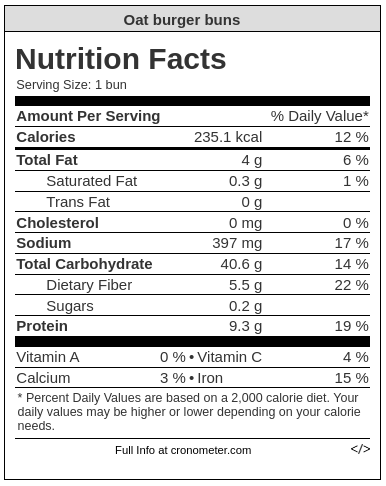 Oat burger buns
Nutrition Facts
Serving Size: 1 bun
Amount Per Serving % Daily Value*
Calories 235.1 kcal 12 %
Total Fat 4 g 6 %
Saturated Fat 0.3 g 1 %
Trans Fat 0 g
Cholesterol 0 mg 0 %
Sodium 397 mg 17 %
Total Carbohydrate 40.6 g 14 %
Dietary Fiber 5.5 g 22 %
Sugars 0.2 g
Protein 9.3 g 19 %
Vitamin A 0 % • Vitamin C 4 %
Calcium 3 % • Iron 15 %
* Percent Daily Values are based on a 2,000 calorie diet. Your
daily values may be higher or lower depending on your calorie
needs.
Full Info at cronometer.com </>